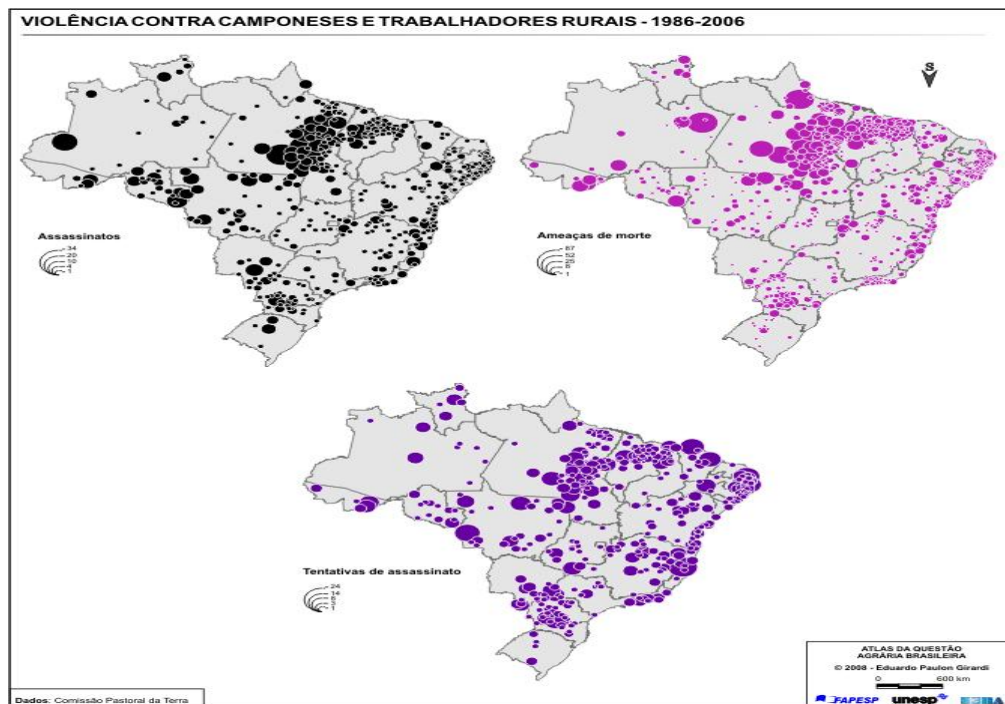 VIOLÊNCIA CONTRA CAMPONESES E TRABALHADORES RURAIS - 1986-2006
S
Assassinatos
34
20
10
4
1
Ameaças de morte
87
52
25
8
1
Tentativas de assassinato
24
14
1
ATLAS DA QUESTÃO
AGRÁRIA BRASILEIRA
© 2008 - Eduardo Paulon Girardi
0 600 km
FAPESP unesp
Dados: Comissão Pastoral da Terra